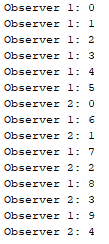 Observer 1: 0
Observer 1: 1
Observer 1: 2
Observer 1: 3
Observer 1: 4
Observer 1: 5
Observer 2: 0
Observer 1: 6
Observer 2: 1
Observer 1: 7
Observer 2: 2
Observer 1: 8
Observer 2: 3
Observer 1: 9
Observer 2: 4